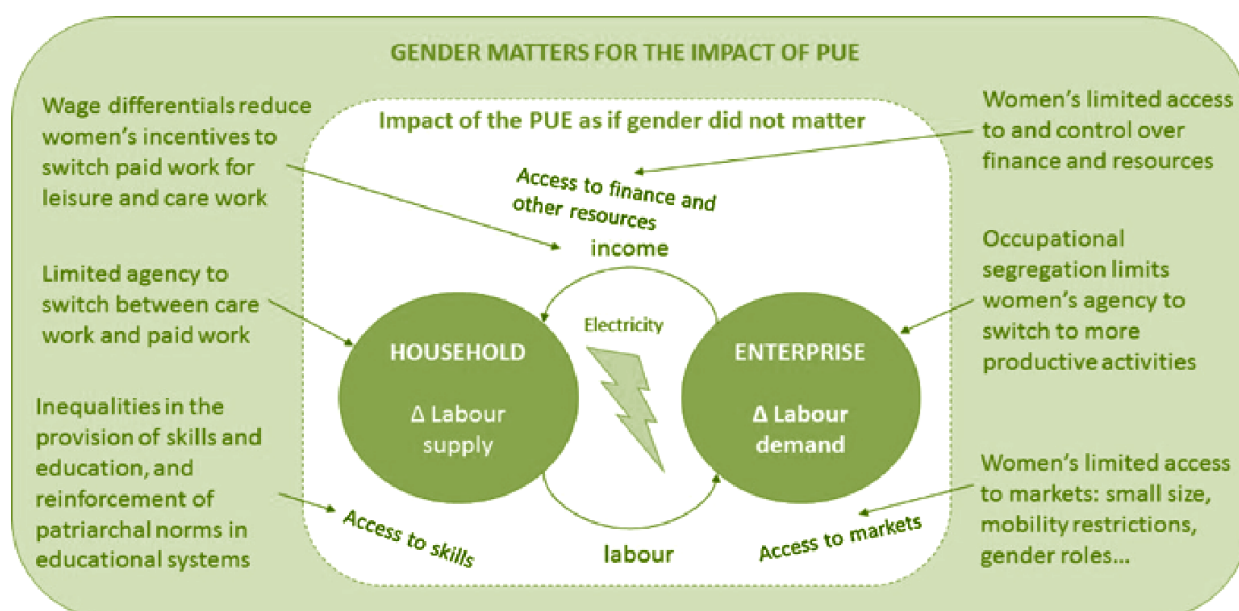 GENDER MATTERS FOR THE IMPACT OF PUE
Wage differentials reduce
women's incentives to
switch paid work for
leisure and care work
Limited agency to
switch between care
work and paid work
Inequalities in the
provision of skills and
education, and
reinforcement of
patriarchal norms in
educational systems
Impact of the PUE as if gender did not matter
Access to finance and
other resources
income
Electricity
HOUSEHOLD
Δ Labour
supply
ENTERPRISE
Δ Labour
demand
Access to skills
labour
Access to markets
Women's limited access
to and control over
finance and resources
Occupational
segregation limits
women's agency to
switch to more
productive activities
Women's limited access
to markets: small size,
mobility restrictions,
gender roles...